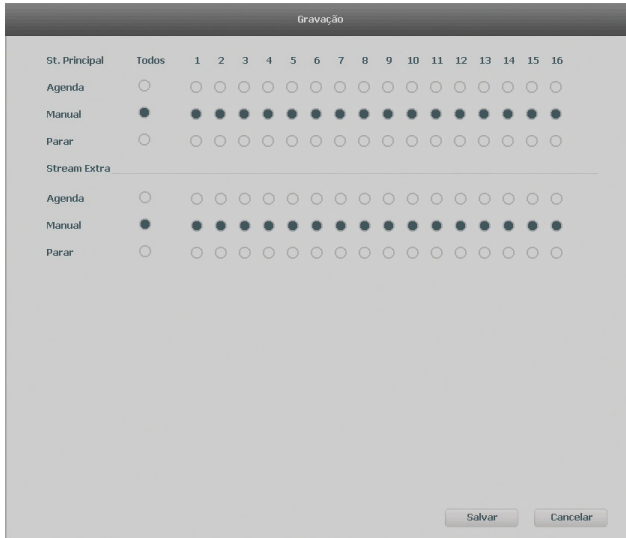 Gravação
St. Principal Todos 1 2 3 4 5 6 7 8 9 10 11 12 13 14 15 16
Agenda
Manual
Parar
Stream Extra
Agenda
Manual
Parar
Salvar Cancelar